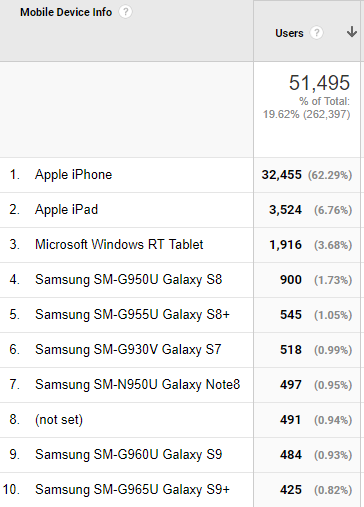 Mobile Device Info ?
Users ?
51,495
% of Total:
19.62% (262,397)
1. Apple iPhone 32,455 (62.29%)
2. Apple iPad 3,524 (6.76%)
3. Microsoft Windows RT Tablet 1,916 (3.68%)
4. Samsung SM-G950U Galaxy S8 900 (1.73%)
5. Samsung SM-G955U Galaxy S8+ 545 (1.05%)
6. Samsung SM-G930V Galaxy S7 518 (0.99%)
7. Samsung SM-N950U Galaxy Note8 497 (0.95%)
8. (not set) 491 (0.94%)
9. Samsung SM-G960U Galaxy S9 484 (0.93%)
10. Samsung SM-G965U Galaxy S9+ 425 (0.82%)